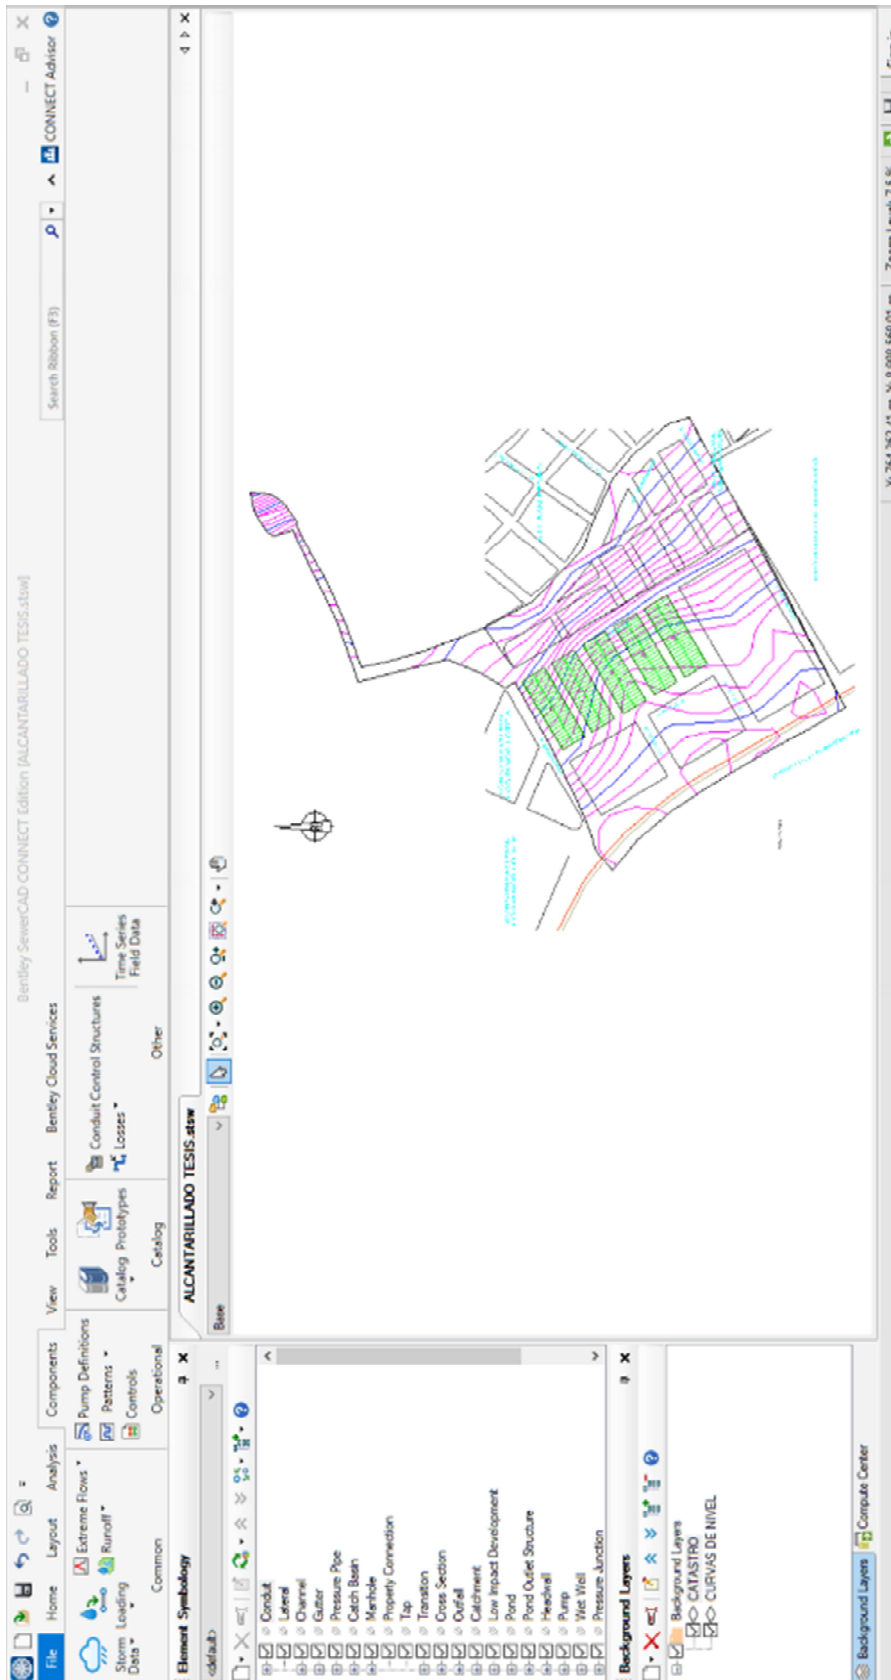 Bentley SewerCAD CONNECT Edition [ALCANTARILLADO TESIS.stsw]
File
Home
Layout
Analysis
Components
View
Tools
Report
Bentley Cloud Services
Search Ribbon (F3)
CONNECT Advisor
Storm Data
Loading
Extreme Flows
Runoff
Common
Pump Definitions
Patterns
Controls
Operational
Catalog
Prototypes
Catalog
Conduit Control Structures
Losses
Time Series Field Data
Other
Element Symbology
<default>
Conduit
Lateral
Channel
Gutter
Pressure Pipe
Catch Basin
Manhole
Property Connection
Tap
Transition
Cross Section
Outfall
Catchment
Low Impact Development
Pond
Pond Outlet Structure
Headwall
Pump
Wet Well
Pressure Junction
Background Layers
Background Layers
CATASTRO
CURVAS DE NIVEL
Background Layers
Compute Center
ALCANTARILLADO TESIS.stsw
Base